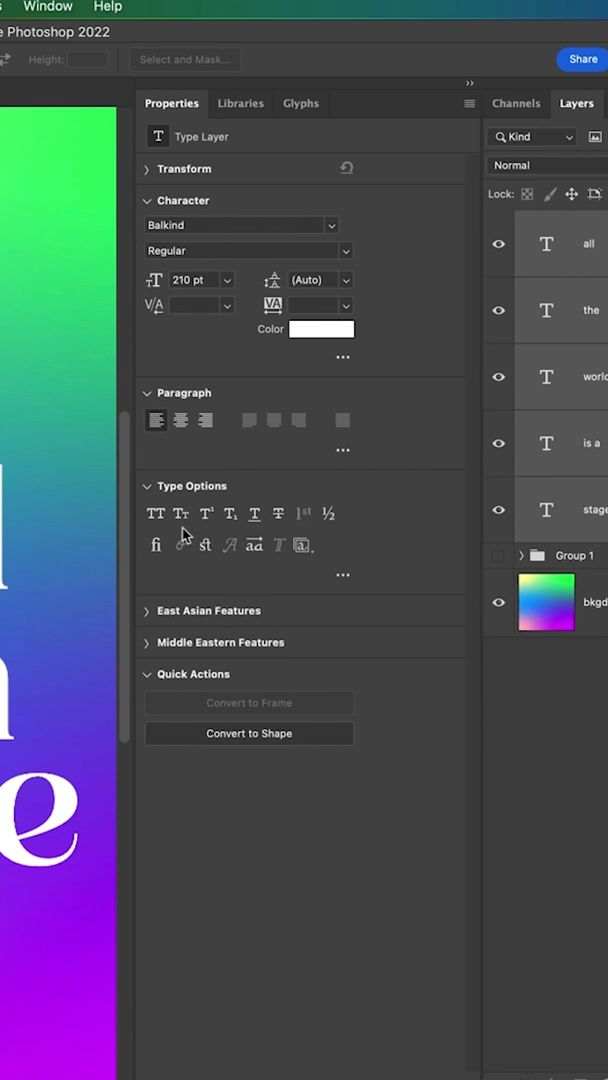 Window Help
e Photoshop 2022
Height:
Select and Mask...
Share
Properties Libraries Glyphs
Channels Layers
T Type Layer
Kind
Transform
Normal
Character
Lock:
Balkind
Regular
T all
210 pt
(Auto)
V/A
VA
Color
T the
T world
Paragraph
T is a
Type Options
TT Tt T¹ T₁ T T 1st ½
T stage
fi st A aa T a
Group 1
East Asian Features
bkgd
Middle Eastern Features
Quick Actions
Convert to Frame
Convert to Shape
e